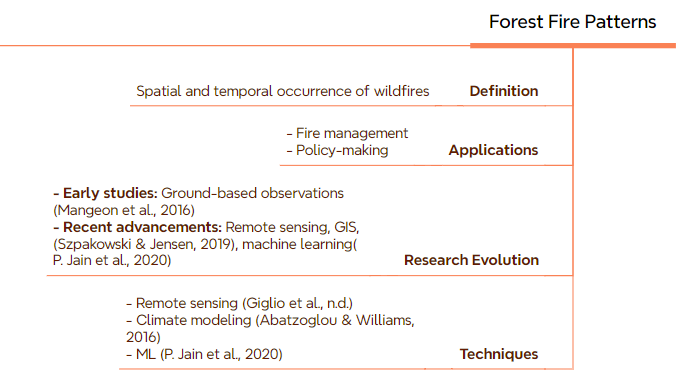 Forest Fire Patterns
Spatial and temporal occurrence of wildfires
Definition
- Fire management
- Policy-making
Applications
- Early studies: Ground-based observations
(Mangeon et al., 2016)
- Recent advancements: Remote sensing, GIS,
(Szpakowski & Jensen, 2019), machine learning(
P. Jain et al., 2020)
Research Evolution
- Remote sensing (Giglio et al., n.d.)
- Climate modeling (Abatzoglou & Williams,
2016)
- ML (P. Jain et al., 2020)
Techniques